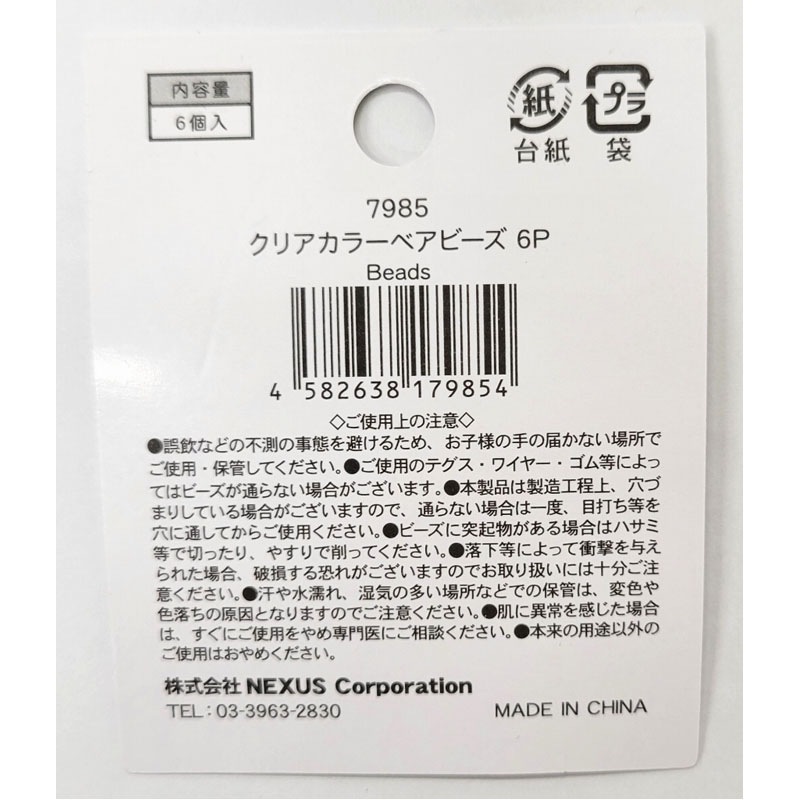 内容量
6個入
紙
プラ
台紙
袋
7985
クリアカラーベアビーズ 6P
Beads
4 582638 179854
◇ご使用上の注意◇
●誤飲などの不測の事態を避けるため、お子様の手の届かない場所で
ご使用・保管してください。●ご使用のテグス・ワイヤー・ゴム等によっ
てはビーズが通らない場合がございます。●本製品は製造工程上、穴づ
まりしている場合がございますので、通らない場合は一度、目打ち等を
穴に通してからご使用ください。●ビーズに突起物がある場合はハサミ
等で切ったり、やすりで削ってください。●落下等によって衝撃を与え
られた場合、破損する恐れがございますのでお取り扱いには十分ご注
意ください。●汗や水濡れ、湿気の多い場所などでの保管は、変色や
色落ちの原因となりますのでご注意ください。●肌に異常を感じた場合
は、すぐにご使用をやめ専門医にご相談ください。●本来の用途以外の
ご使用はおやめください。
株式会社 NEXUS Corporation
TEL:03-3963-2830
MADE IN CHINA